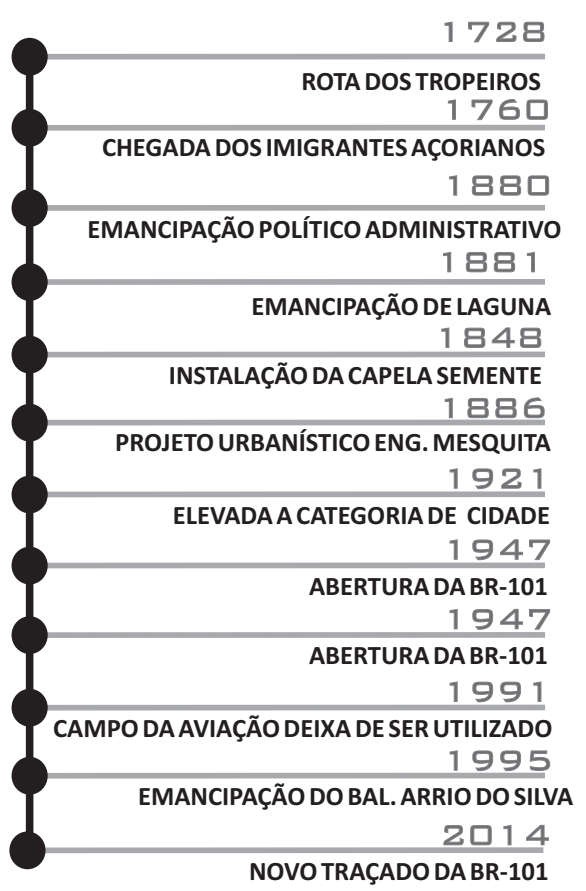 1728
ROTA DOS TROPEIROS
1760
CHEGADA DOS IMIGRANTES AÇORIANOS
1880
EMANCIPAÇÃO POLÍTICO ADMINISTRATIVO
1881
EMANCIPAÇÃO DE LAGUNA
1848
INSTALAÇÃO DA CAPELA SEMENTE
1886
PROJETO URBANÍSTICO ENG. MESQUITA
1921
ELEVADA A CATEGORIA DE CIDADE
1947
ABERTURA DA BR-101
1947
ABERTURA DA BR-101
1991
CAMPO DA AVIAÇÃO DEIXA DE SER UTILIZADO
1995
EMANCIPAÇÃO DO BAL. ARRIO DO SILVA
2014
NOVO TRAÇADO DA BR-101